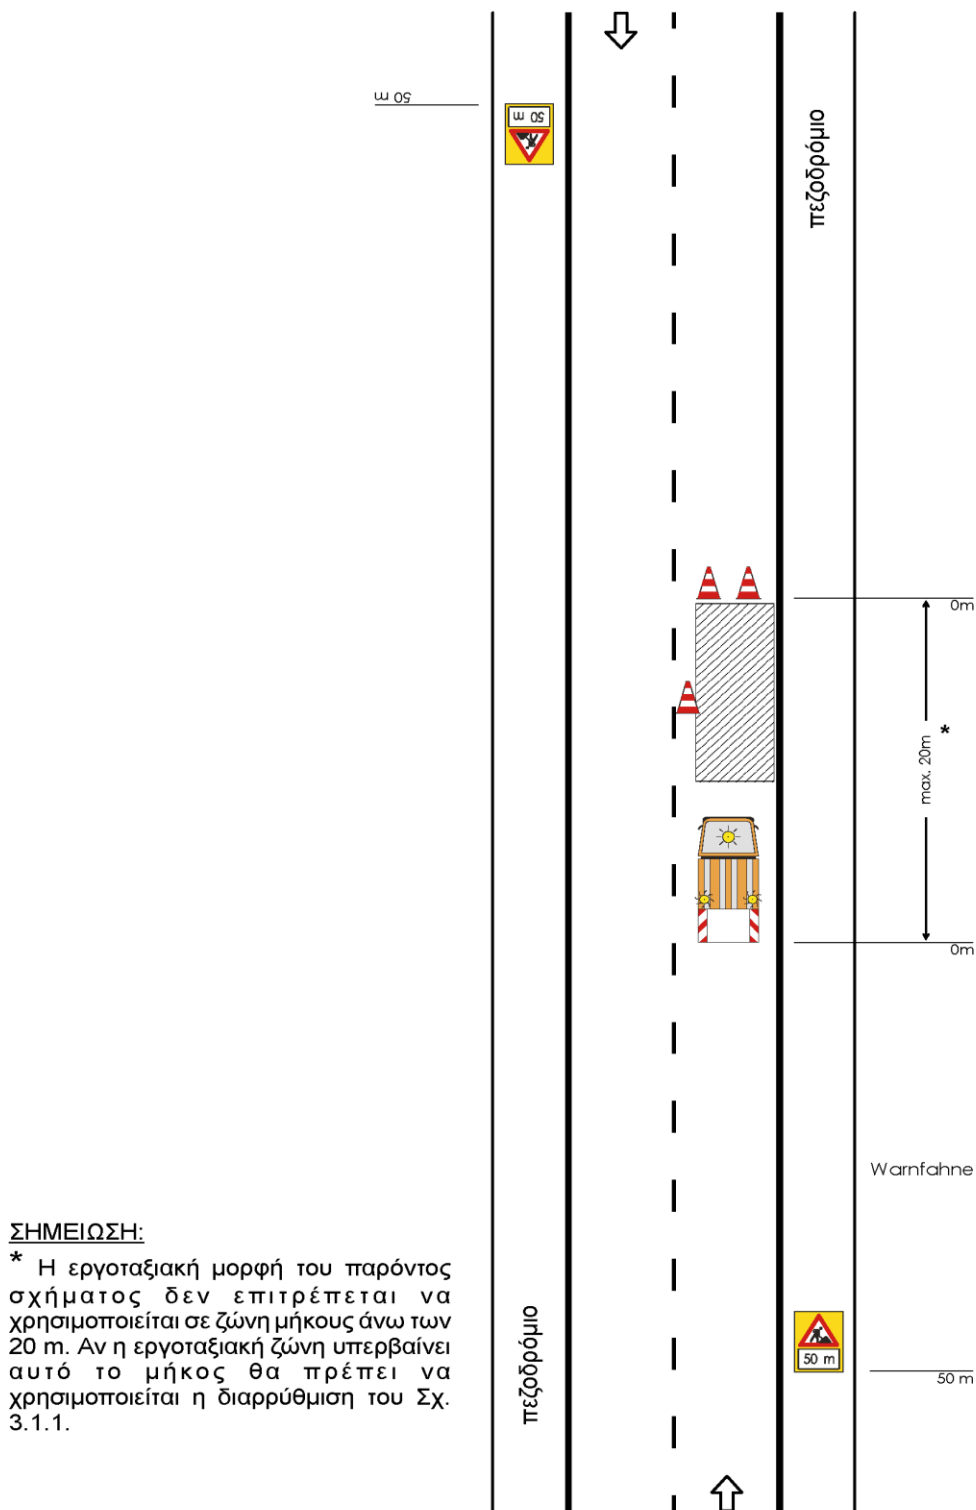 50 m
50 m
πεζοδρόμιο
0m
max. 20m *
0m
Warnfahne
ΣΗΜΕΙΩΣΗ:
* Η εργοταξιακή μορφή του παρόντος
σχήματος δεν επιτρέπεται να
χρησιμοποιείται σε ζώνη μήκους άνω των
20 m. Αν η εργοταξιακή ζώνη υπερβαίνει
αυτό το μήκος θα πρέπει να
χρησιμοποιείται η διαρρύθμιση του Σχ.
3.1.1.
πεζοδρόμιο
50 m
50 m